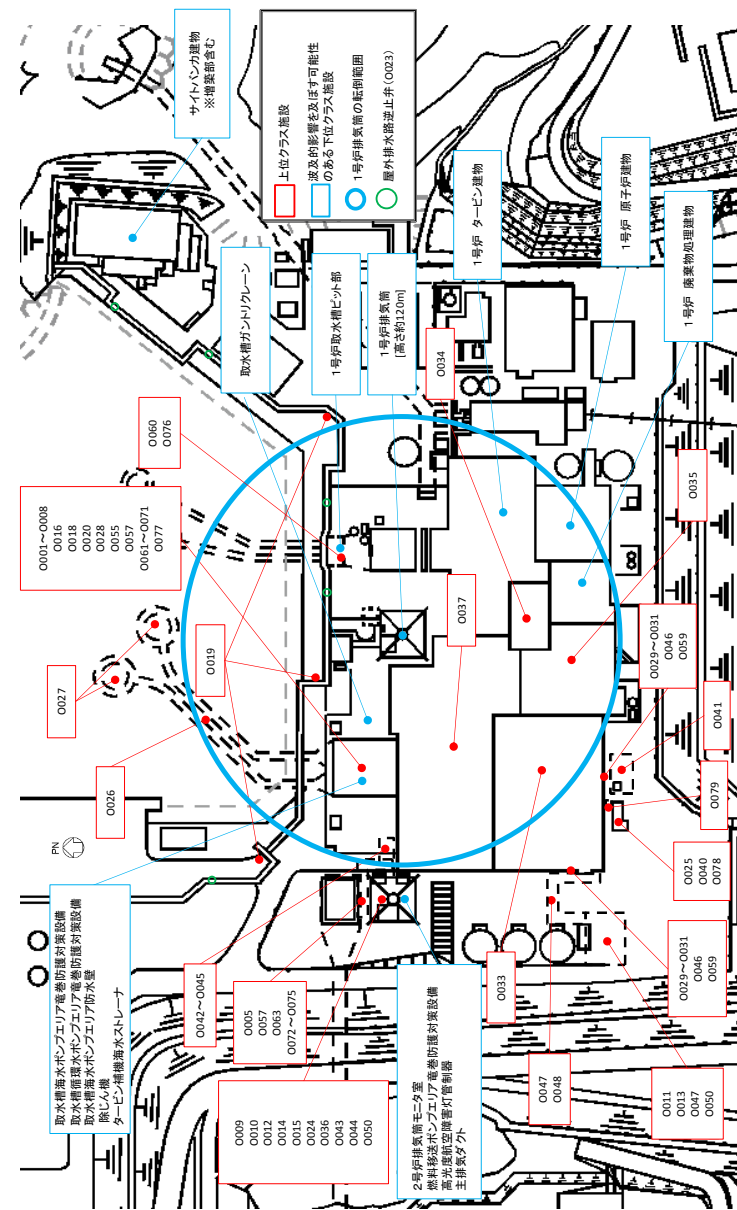 サイトバンカ建物
※増築部含む
上位クラス施設
波及的影響を及ぼす可能性
のある下位クラス施設
1号炉排気筒の転倒範囲
屋外排水路逆止弁(O023)
取水槽ガントリクレーン
1号炉取水槽ピット部
1号炉排気筒
[高さ約120m]
1号炉 タービン建物
1号炉 原子炉建物
1号炉 廃棄物処理建物
O034
O035
O037
O060
O076
O001～O008
O016
O018
O020
O028
O055
O057
O061～O071
O077
O027
O019
O026
PN
取水槽海水ポンプエリア竜巻防護対策設備
取水槽循環水ポンプエリア竜巻防護対策設備
取水槽海水ポンプエリア防水壁
除じん機
タービン補機海水ストレーナ
O042～O045
O005
O057
O063
O072～O075
O009
O010
O012
O014
O015
O024
O036
O043
O044
O050
2号炉排気筒モニタ室
燃料移送ポンプエリア竜巻防護対策設備
高光度航空障害灯管制器
主排気ダクト
O033
O047
O048
O011
O013
O047
O050
O029～O031
O046
O059
O025
O040
O078
O079
O041
O029～O031
O046
O059